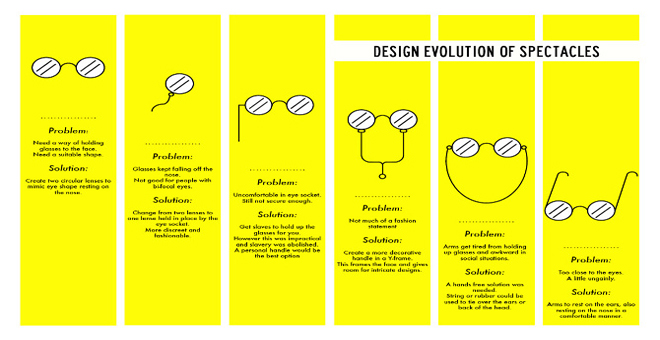 DESIGN EVOLUTION OF SPECTACLES
Problem:
Need a way of holding
glasses to the face.
Need a suitable shape.
Solution:
Create two circular lenses to
mimic eye shape resting on
the nose.
Problem:
Glasses kept falling off the
nose.
Not good for people with
bifocal eyes.
Solution:
Change from two lenses to
one lense held in place by the
eye socket.
More discreet and
fashionable.
Problem:
Uncomfortable in eye socket.
Still not secure enough.
Solution:
Get slaves to hold up the
glasses for you.
However this was impractical
and slavery was abolished.
A personal handle would be
the best option
Problem:
Not much of a fashion
statement
Solution:
Create a more decorative
handle in a Y-frame.
This frames the face and gives
room for intricate designs.
Problem:
Arms get tired from holding
up glasses and awkward in
social situations.
Solution:
A hands free solution was
needed.
String or rubber could be
used to tie over the ears or
back of the head.
Problem:
Too close to the eyes.
A little ungainly.
Solution:
Arms to rest on the ears, also
resting on the nose in a
comfortable manner.